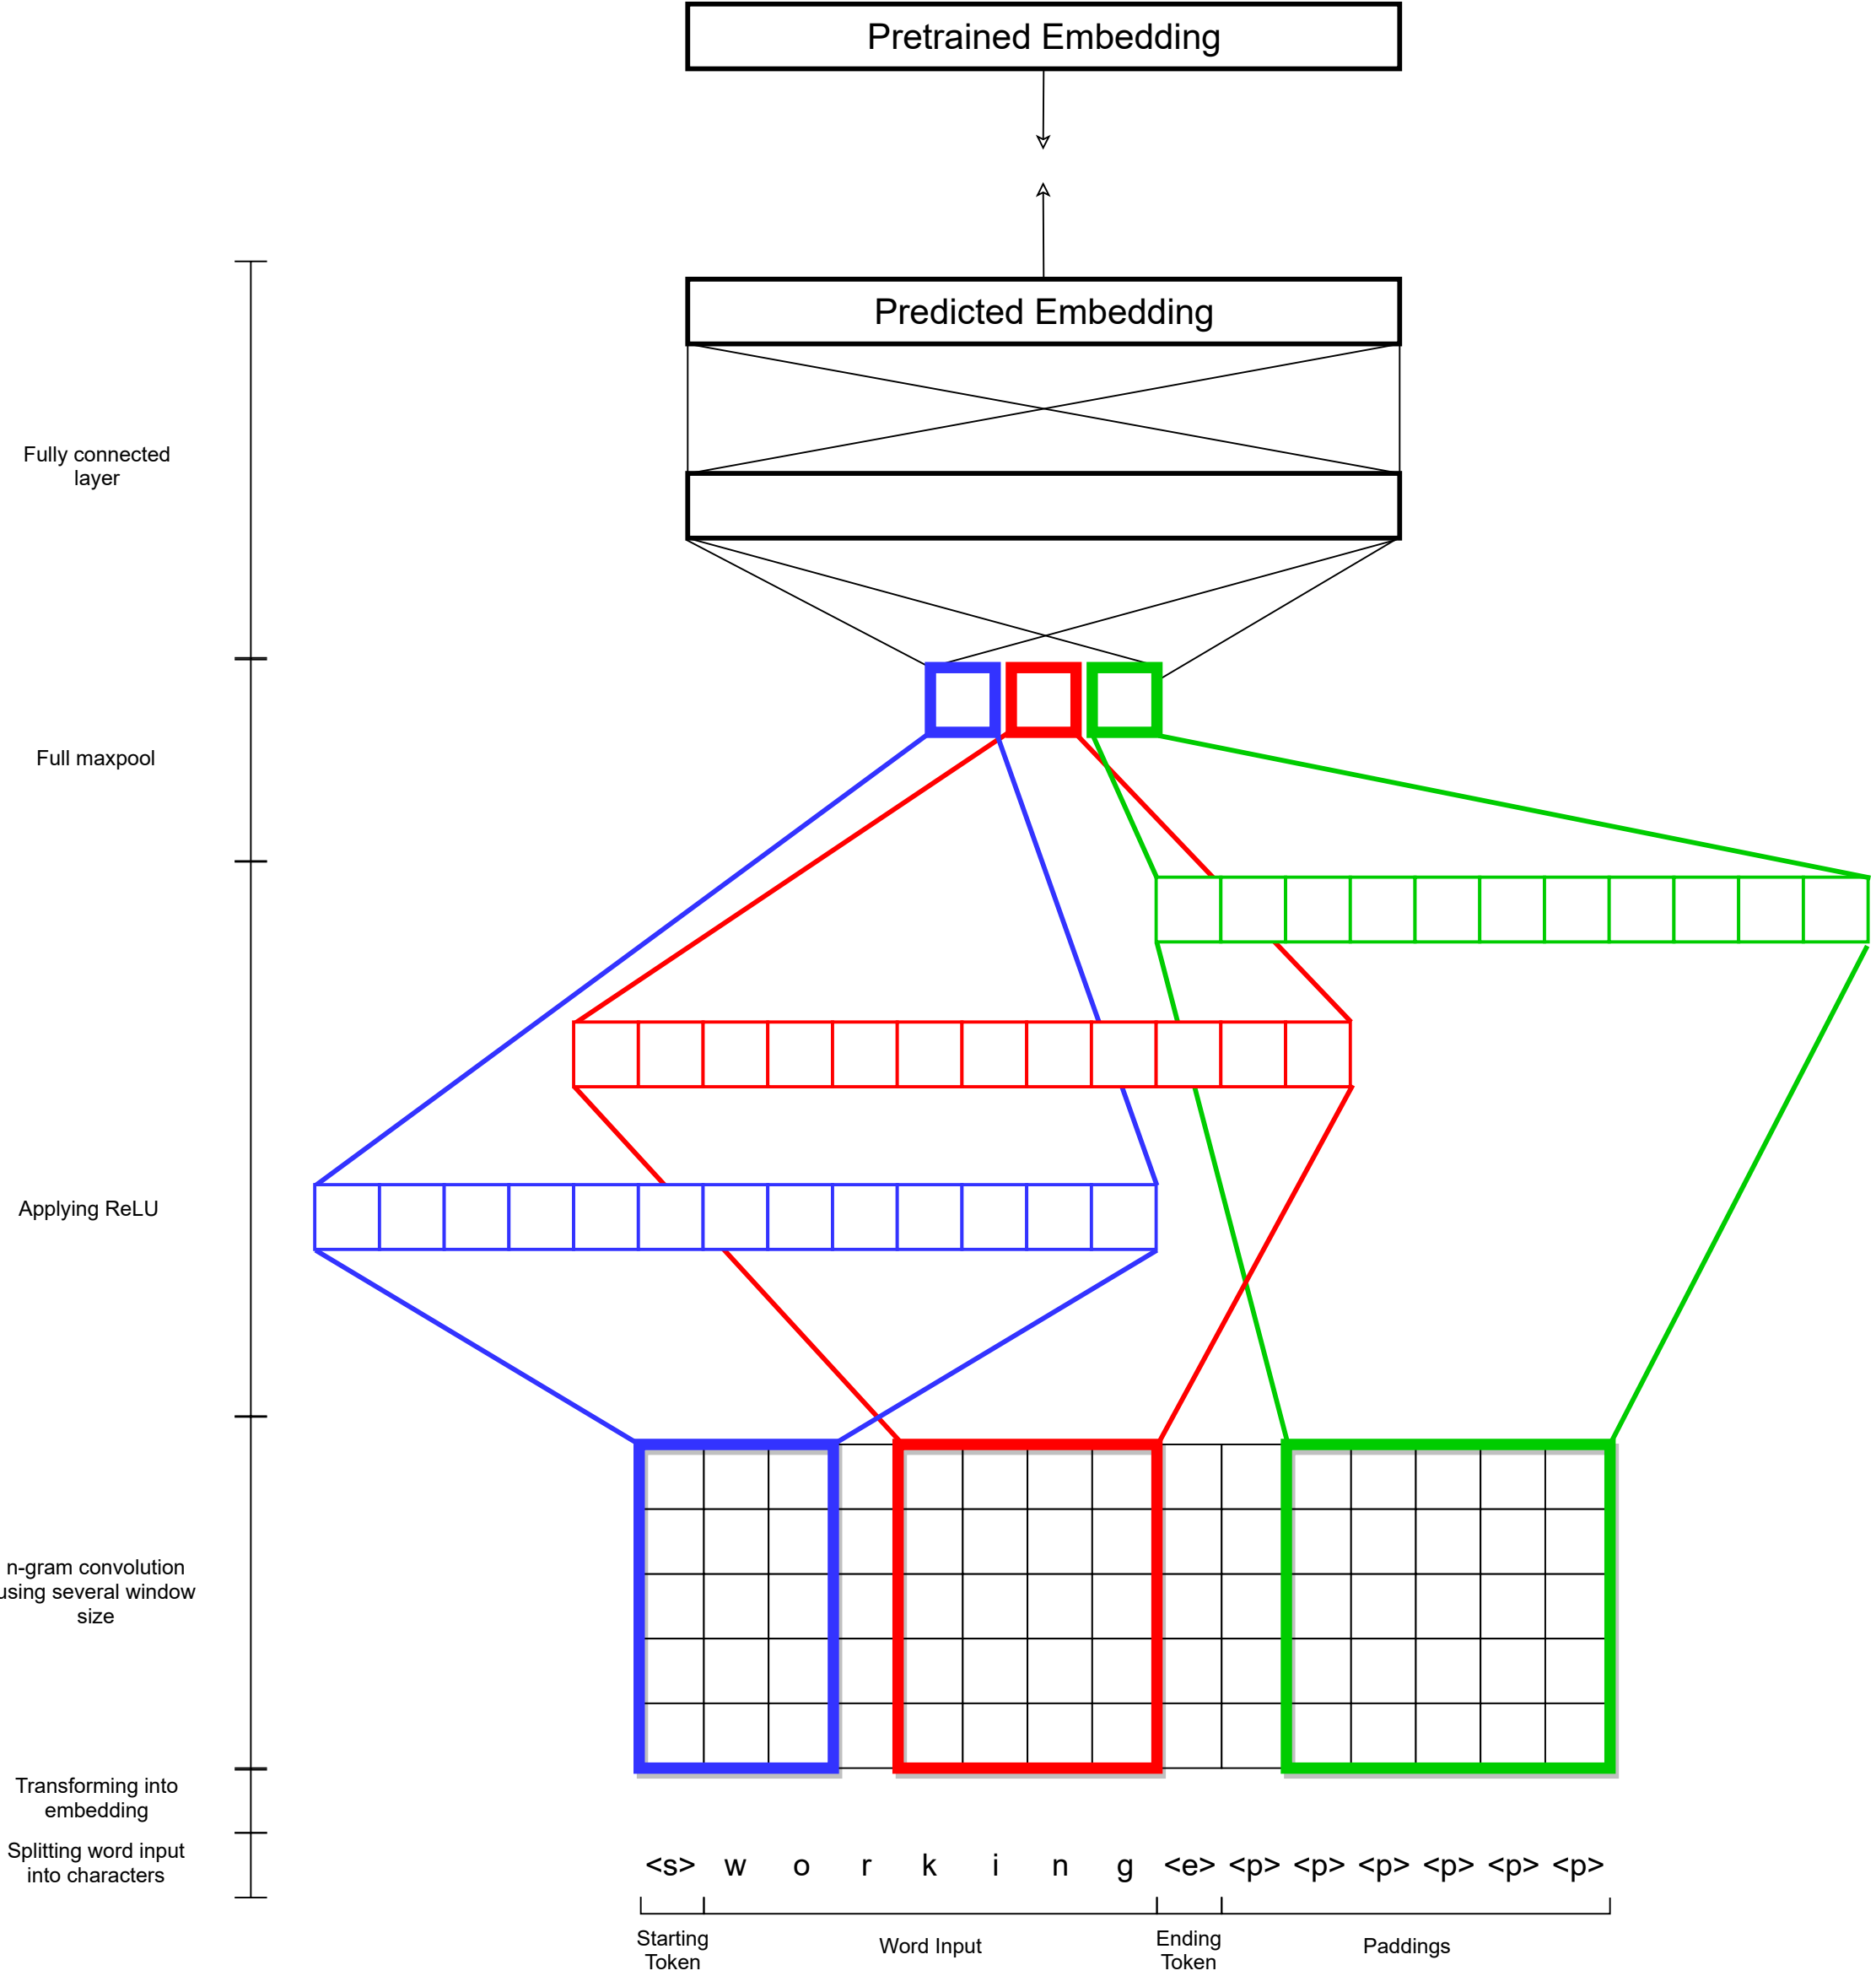 Pretrained Embedding
Predicted Embedding
Fully connected
layer
Full maxpool
Applying ReLU
n-gram convolution
using several window
size
Transforming into
embedding
Splitting word input
into characters
<s> w o r k i n g <e> <p> <p> <p> <p> <p> <p>
Starting
Token
Word Input
Ending
Token
Paddings